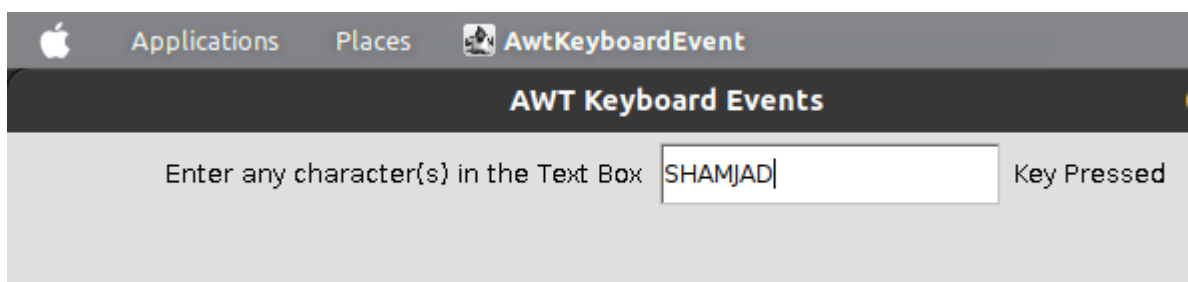 Applications Places AwtKeyboardEvent
AWT Keyboard Events
Enter any character(s) in the Text Box SHAMJAD Key Pressed